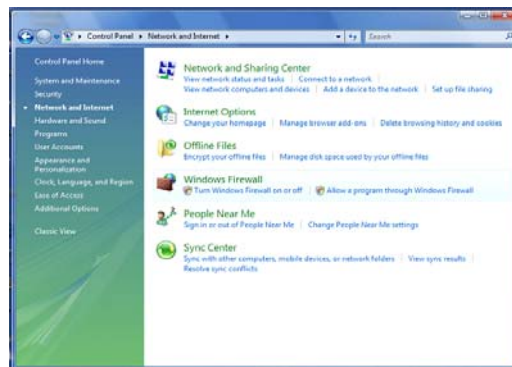 Control Panel ▸ Network and Internet ▸
Search
Control Panel Home
System and Maintenance
Security
Network and Internet
Hardware and Sound
Programs
User Accounts
Appearance and
Personalization
Clock, Language, and Region
Ease of Access
Additional Options
Classic View
Network and Sharing Center
View network status and tasks | Connect to a network |
View network computers and devices | Add a device to the network | Set up file sharing
Internet Options
Change your homepage | Manage browser add-ons | Delete browsing history and cookies
Offline Files
Encrypt your offline files | Manage disk space used by your offline files
Windows Firewall
Turn Windows Firewall on or off | Allow a program through Windows Firewall
People Near Me
Sign in or out of People Near Me | Change People Near Me settings
Sync Center
Sync with other computers, mobile devices, or network folders | View sync results |
Resolve sync conflicts